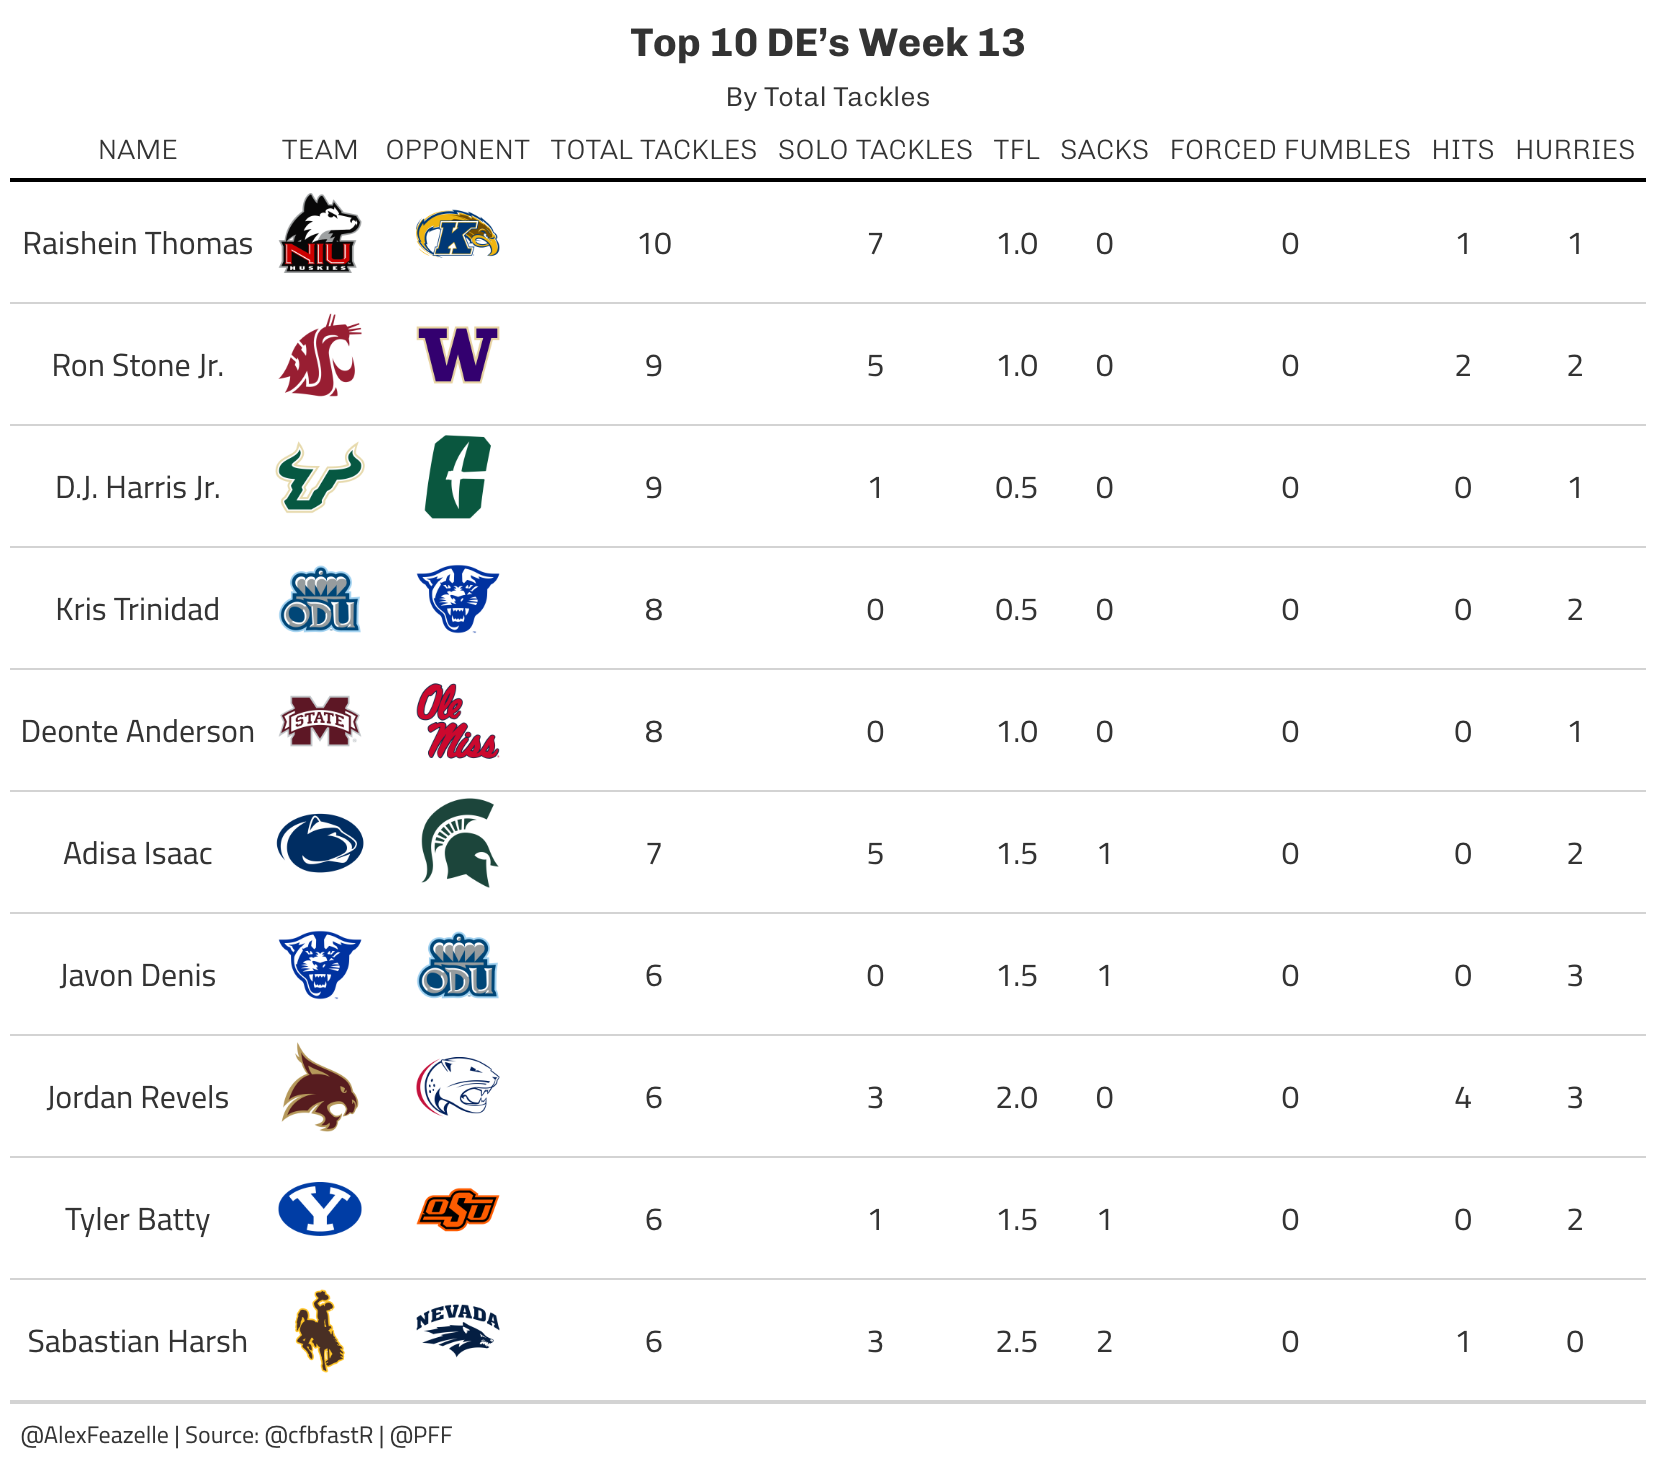 Top 10 DE’s Week 13
By Total Tackles
NAME TEAM OPPONENT TOTAL TACKLES SOLO TACKLES TFL SACKS FORCED FUMBLES HITS HURRIES
Raishein Thomas NIU HUSKIES K 10 7 1.0 0 0 1 1
Ron Stone Jr. W 9 5 1.0 0 0 2 2
D.J. Harris Jr. 9 1 0.5 0 0 0 1
Kris Trinidad ODU 8 0 0.5 0 0 0 2
Deonte Anderson M STATE Ole Miss 8 0 1.0 0 0 0 1
Adisa Isaac 7 5 1.5 1 0 0 2
Javon Denis ODU 6 0 1.5 1 0 0 3
Jordan Revels 6 3 2.0 0 0 4 3
Tyler Batty Y OSU 6 1 1.5 1 0 0 2
Sabastian Harsh NEVADA 6 3 2.5 2 0 1 0
@AlexFeazelle | Source: @cfbfastR | @PFF